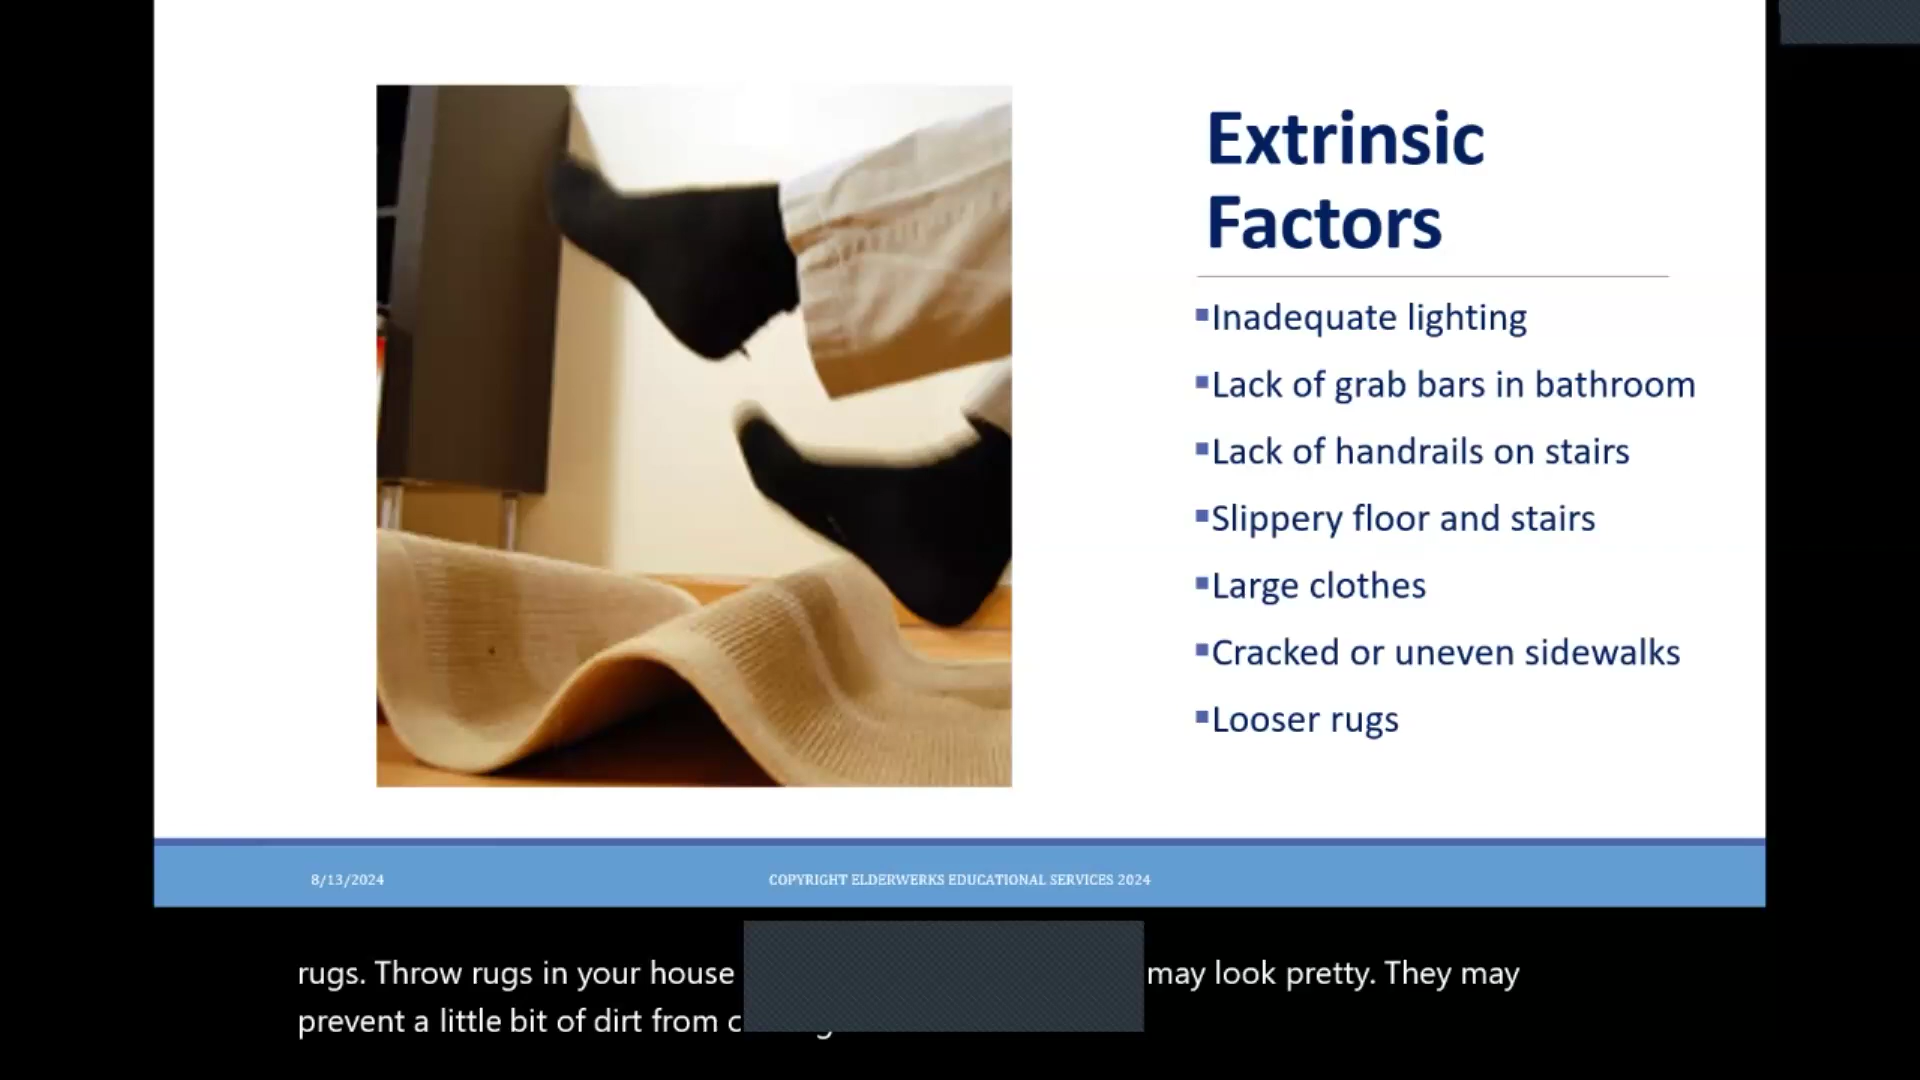 Extrinsic
Factors
▪Inadequate lighting
▪Lack of grab bars in bathroom
▪Lack of handrails on stairs
▪Slippery floor and stairs
▪Large clothes
▪Cracked or uneven sidewalks
▪Looser rugs
8/13/2024
COPYRIGHT ELDERWERKS EDUCATIONAL SERVICES 2024
rugs. Throw rugs in your house may look pretty. They may
prevent a little bit of dirt from